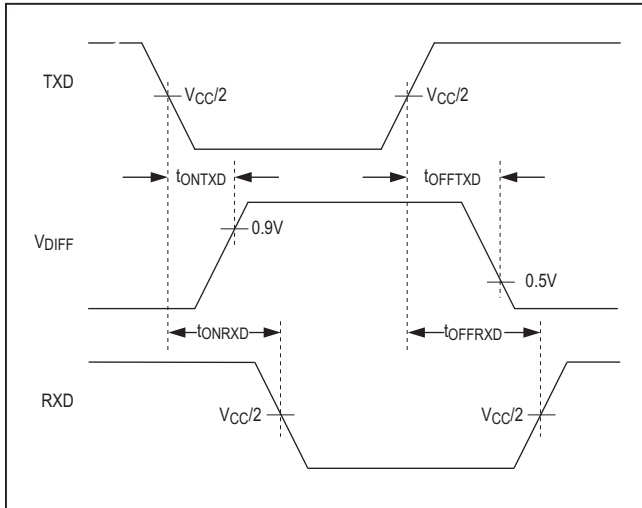 TXD
VCC/2
VCC/2
tONTXD
tOFFTXD
VDIFF
0.9V
0.5V
tONRXD
tOFFRXD
RXD
VCC/2
VCC/2